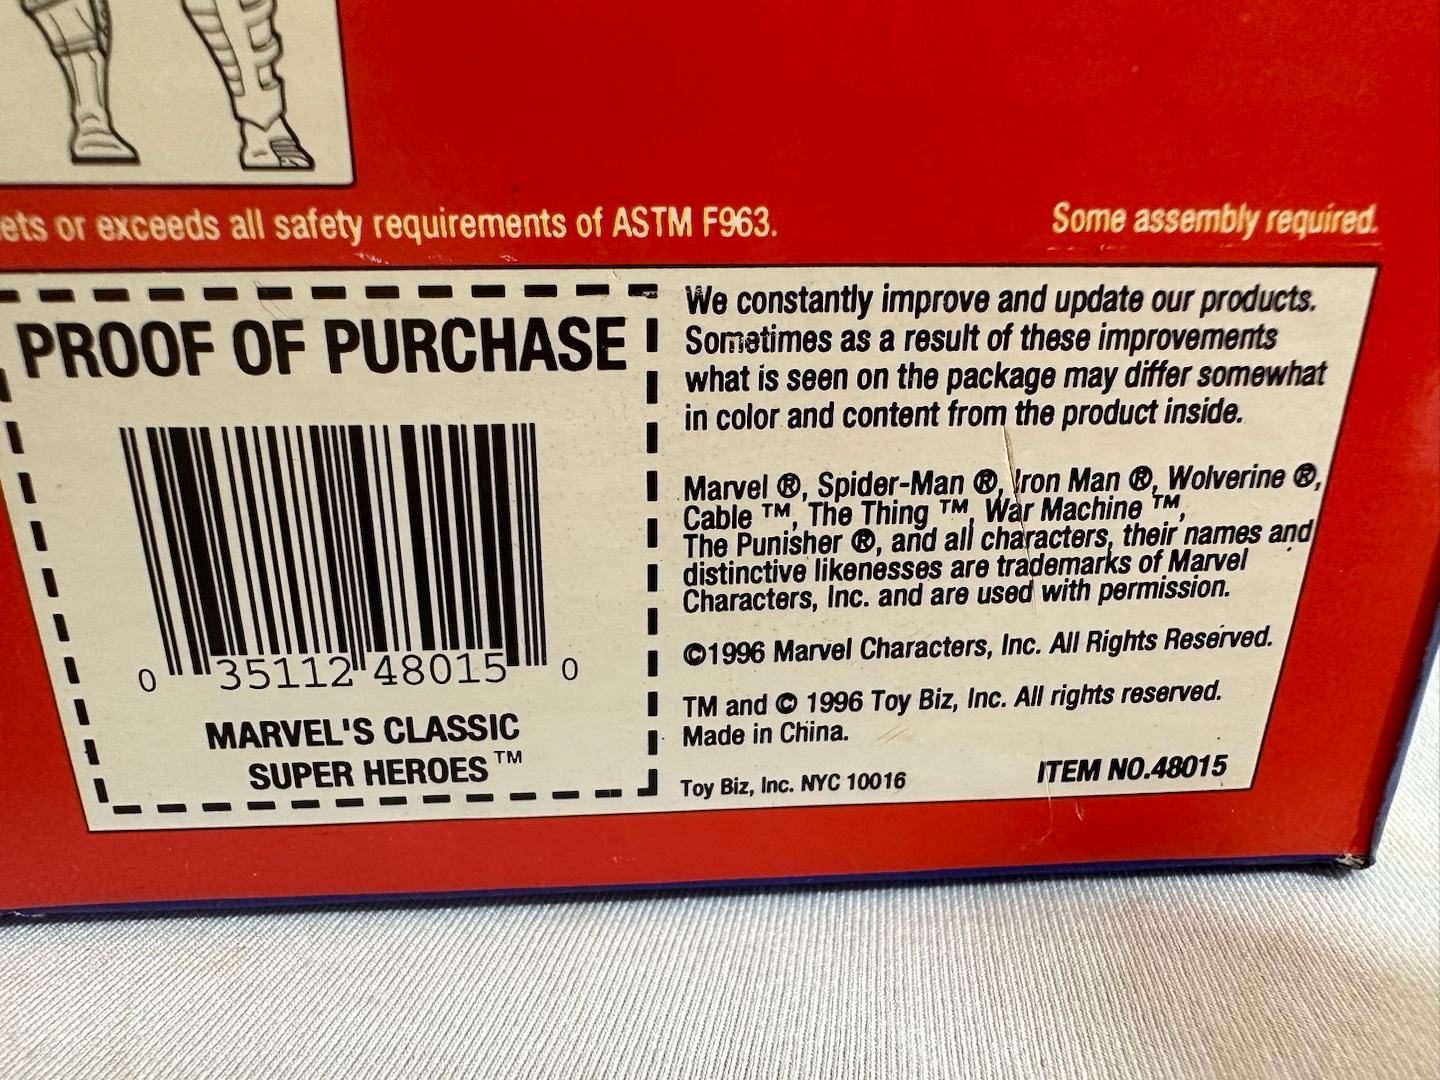 ets or exceeds all safety requirements of ASTM F963.
Some assembly required.
PROOF OF PURCHASE
0 35112 48015 0
MARVEL'S CLASSIC
SUPER HEROES™
We constantly improve and update our products.
Sometimes as a result of these improvements
what is seen on the package may differ somewhat
in color and content from the product inside.
Marvel ®, Spider-Man ®, Iron Man ®, Wolverine ®,
Cable ™, The Thing ™, War Machine ™,
The Punisher ®, and all characters, their names and
distinctive likenesses are trademarks of Marvel
Characters, Inc. and are used with permission.
©1996 Marvel Characters, Inc. All Rights Reserved.
TM and © 1996 Toy Biz, Inc. All rights reserved.
Made in China.
Toy Biz, Inc. NYC 10016
ITEM NO.48015